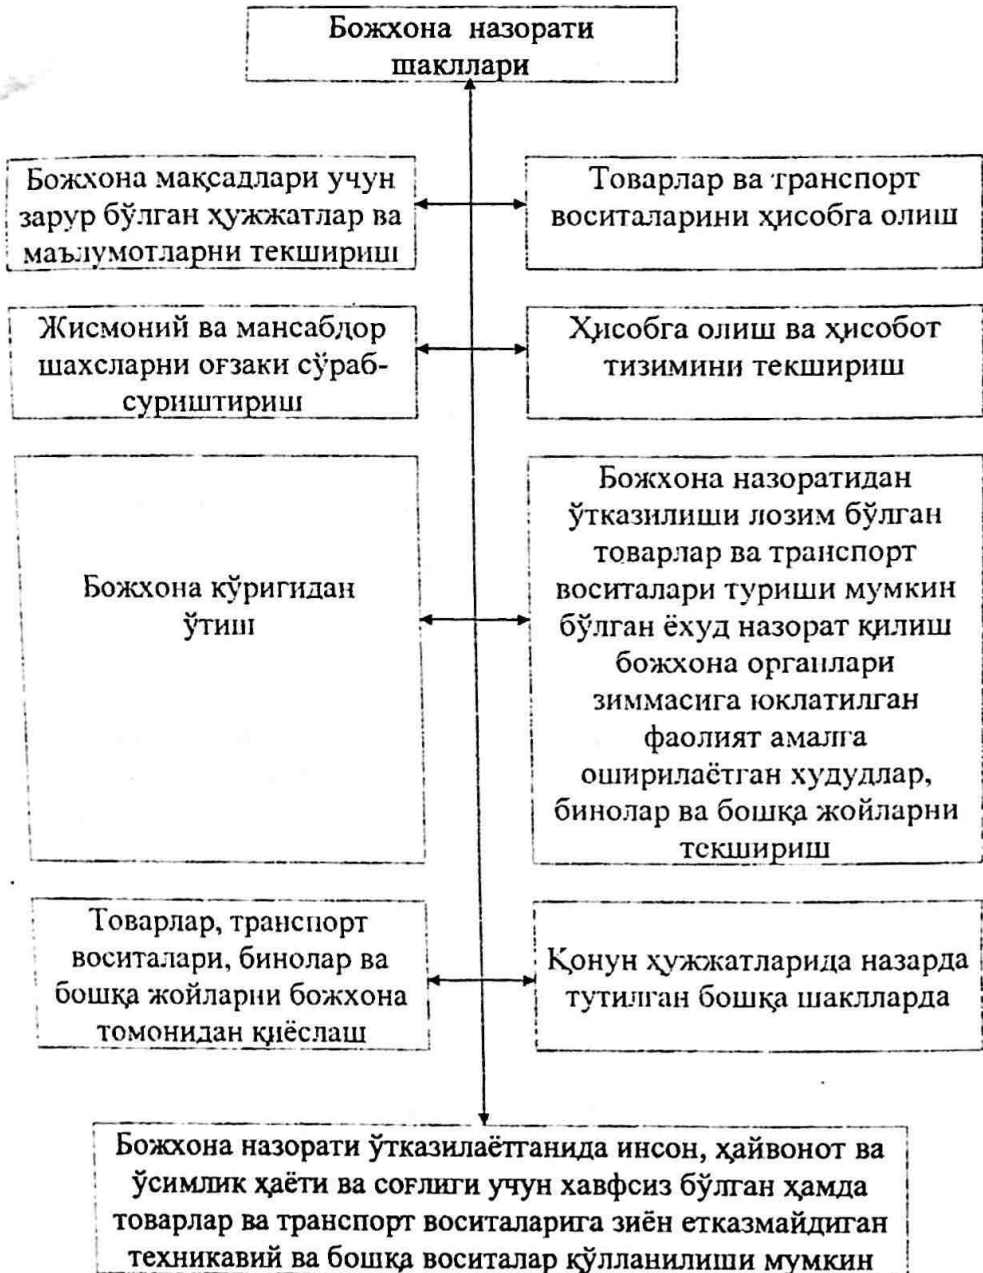 Божхона назорати
шакллари
Божхона мақсадлари учун
зарур бўлган ҳужжатлар ва
маълумотларни текшириш
Товарлар ва транспорт
воситаларини ҳисобга олиш
Жисмоний ва мансабдор
шахсларни оғзаки сўраб-
суриштириш
Ҳисобга олиш ва ҳисобот
тизимини текшириш
Божхона кўригидан
ўтиш
Божхона назоратидан
ўтказилиши лозим бўлган
товарлар ва транспорт
воситалари туриши мумкин
бўлган ёхуд назорат қилиш
божхона органлари
зиммасига юклатилган
фаолият амалга
оширилаётган худудлар,
бинолар ва бошқа жойларни
текшириш
Товарлар, транспорт
воситалари, бинолар ва
бошқа жойларни божхона
томонидан қиёслаш
Қонун ҳужжатларида назарда
тутилган бошқа шаклларда
Божхона назорати ўтказилаётганида инсон, ҳайвонот ва
ўсимлик ҳаёти ва соғлиги учун хавфсиз бўлган ҳамда
товарлар ва транспорт воситаларига зиён етказмайдиган
техникавий ва бошқа воситалар қўлланилиши мумкин